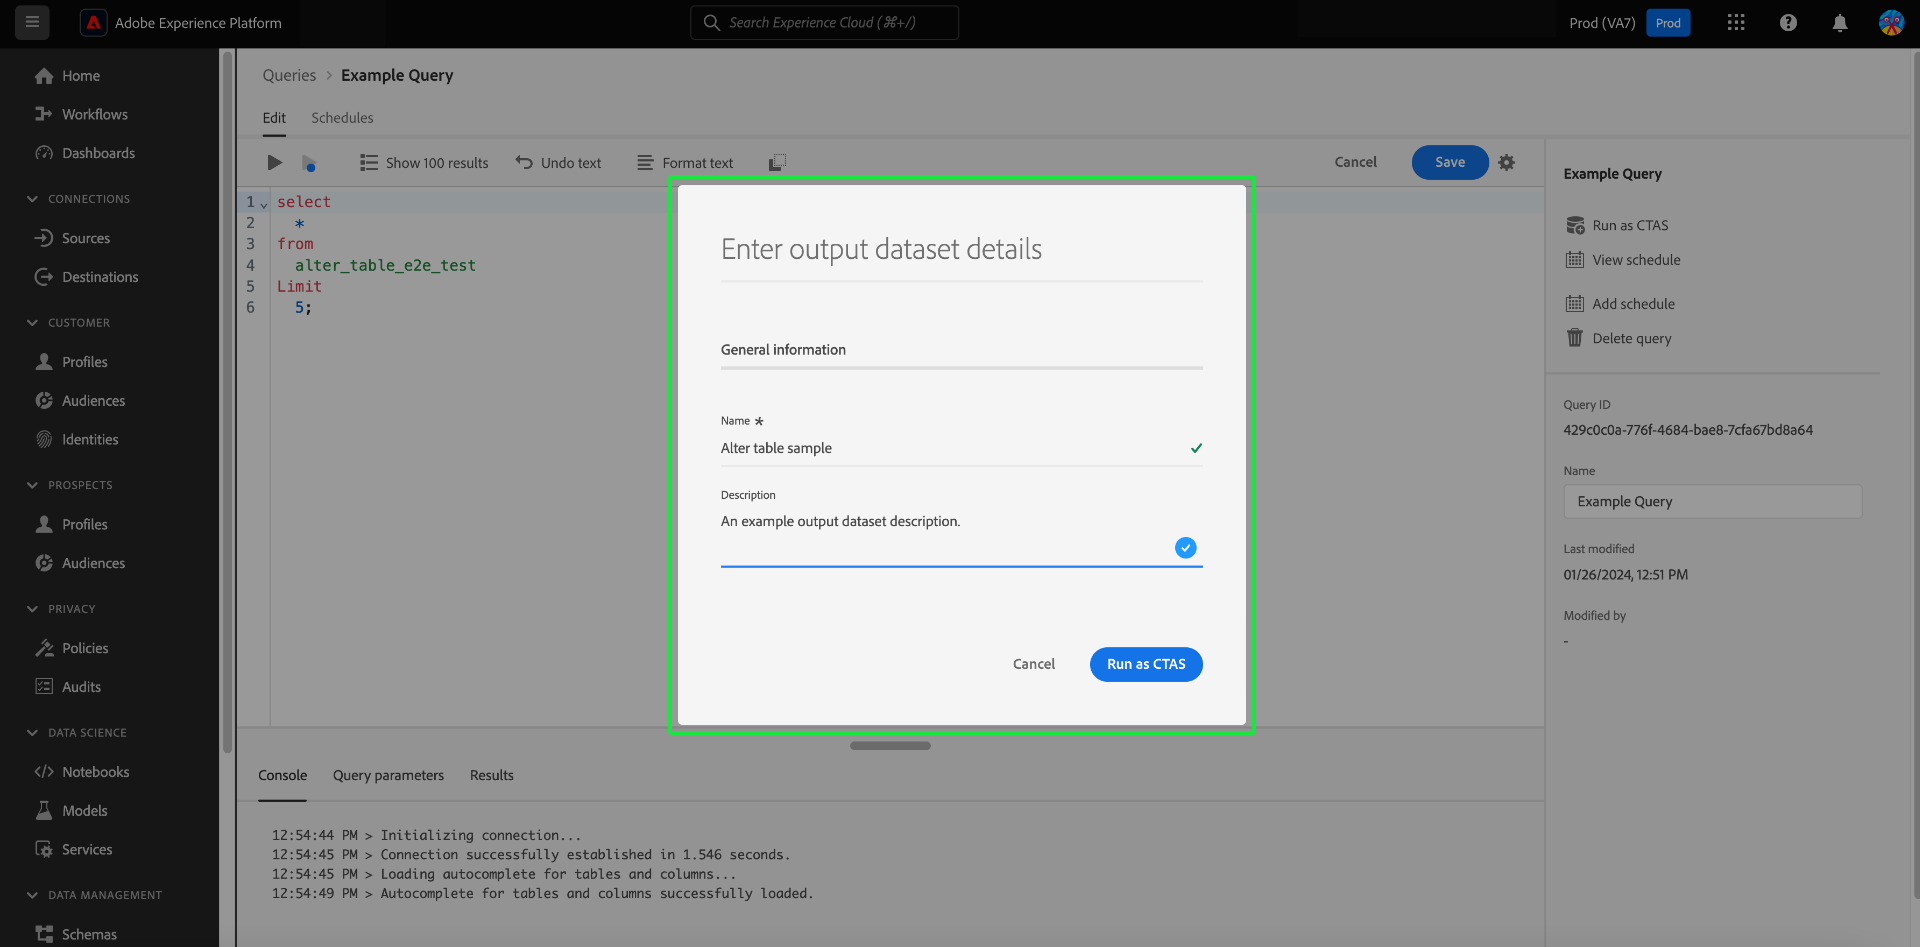 Adobe Experience Platform
Search Experience Cloud (⌘+/)
Prod (VA7)
Prod
Home
Workflows
Dashboards
CONNECTIONS
Sources
Destinations
CUSTOMER
Profiles
Audiences
Identities
PROSPECTS
Profiles
Audiences
PRIVACY
Policies
Audits
DATA SCIENCE
Notebooks
Models
Services
DATA MANAGEMENT
Schemas
Queries > Example Query
Edit Schedules
Show 100 results Undo text Format text
Cancel Save
1 select
2 *
3 from
4 alter_table_e2e_test
5 Limit
6 5;
Enter output dataset details
General information
Name *
Alter table sample
Description
An example output dataset description.
Cancel Run as CTAS
Console Query parameters Results
12:54:44 PM > Initializing connection...
12:54:45 PM > Connection successfully established in 1.546 seconds.
12:54:45 PM > Loading autocomplete for tables and columns...
12:54:49 PM > Autocomplete for tables and columns successfully loaded.
Example Query
Run as CTAS
View schedule
Add schedule
Delete query
Query ID
429c0c0a-776f-4684-bae8-7cfa67bd8a64
Name
Example Query
Last modified
01/26/2024, 12:51 PM
Modified by
-